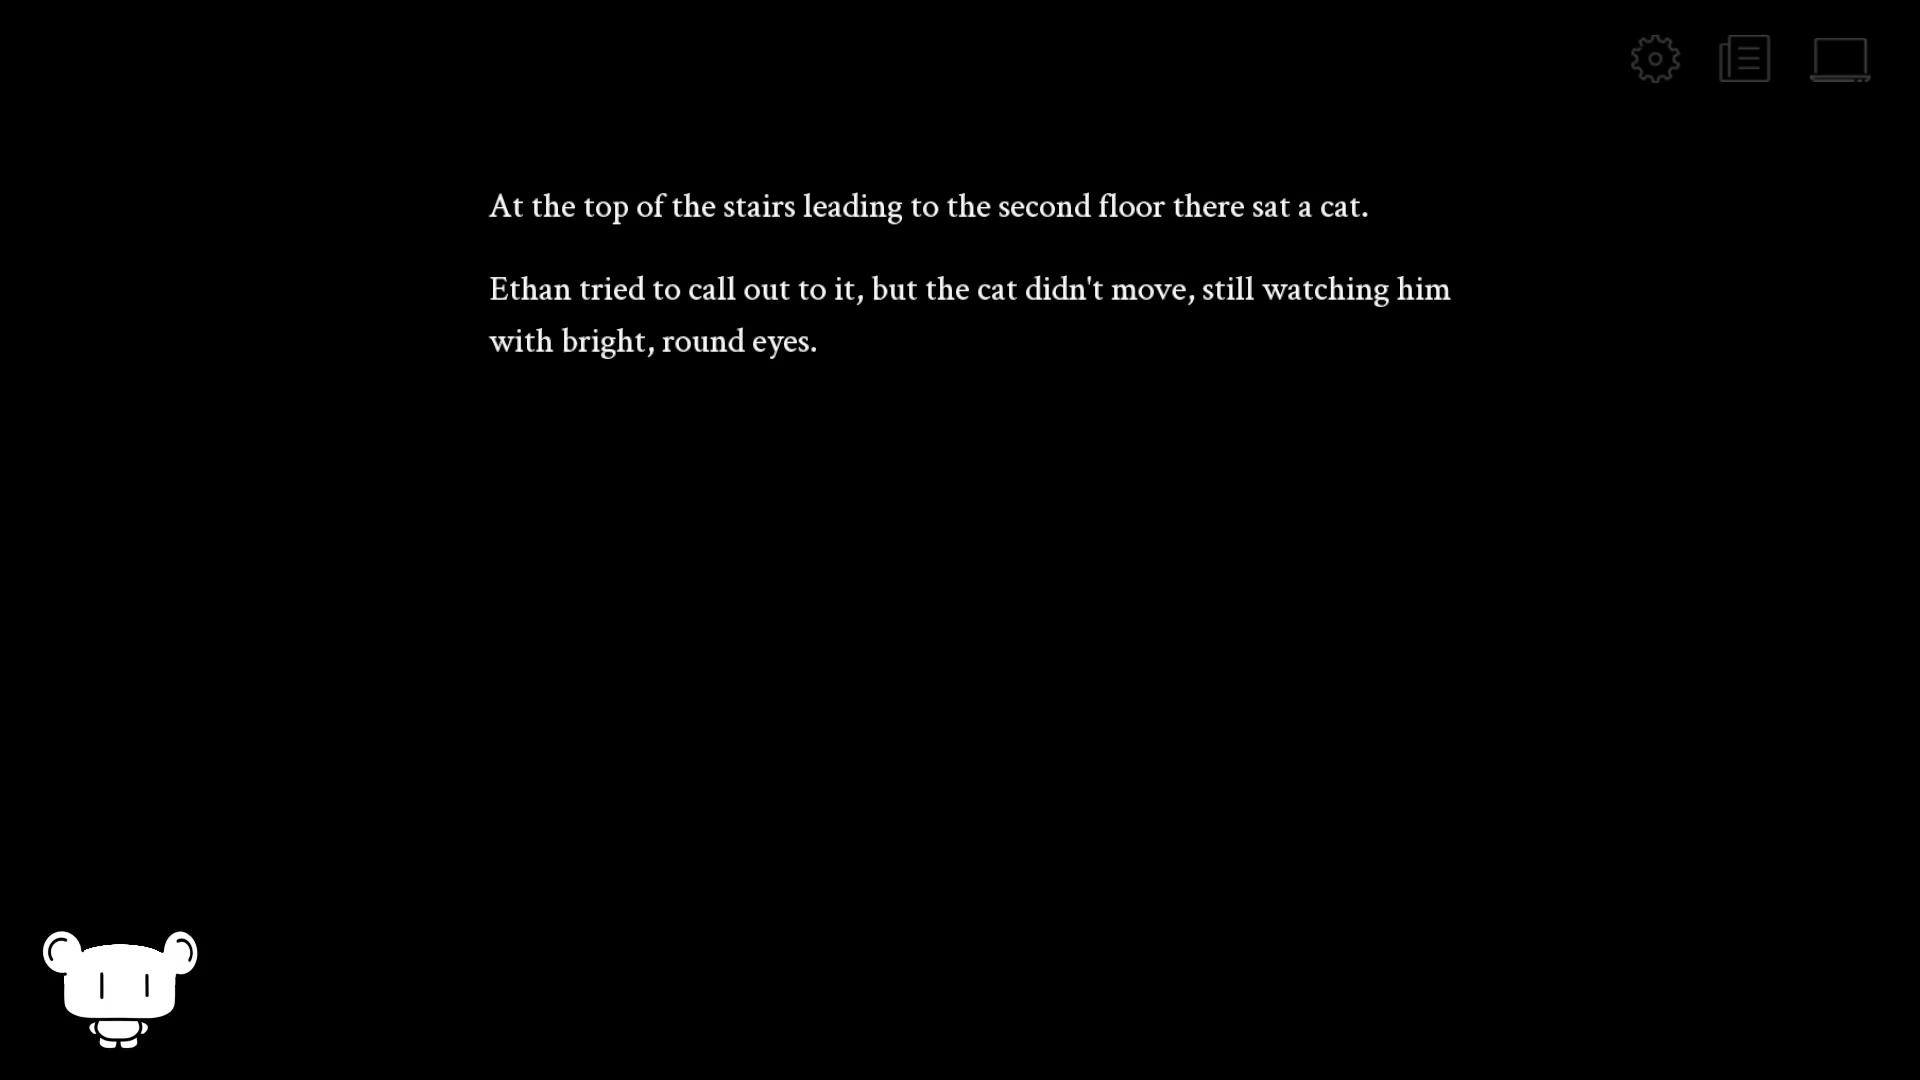 At the top of the stairs leading to the second floor there sat a cat.
Ethan tried to call out to it, but the cat didn't move, still watching him
with bright, round eyes.